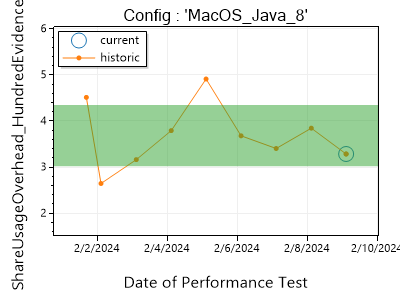 Config : 'MacOS_Java_8'
ShareUsageOverhead_HundredEvidence
6
5
4
3
2
current
historic
2/2/2024
2/4/2024
2/6/2024
2/8/2024
2/10/2024
Date of Performance Test